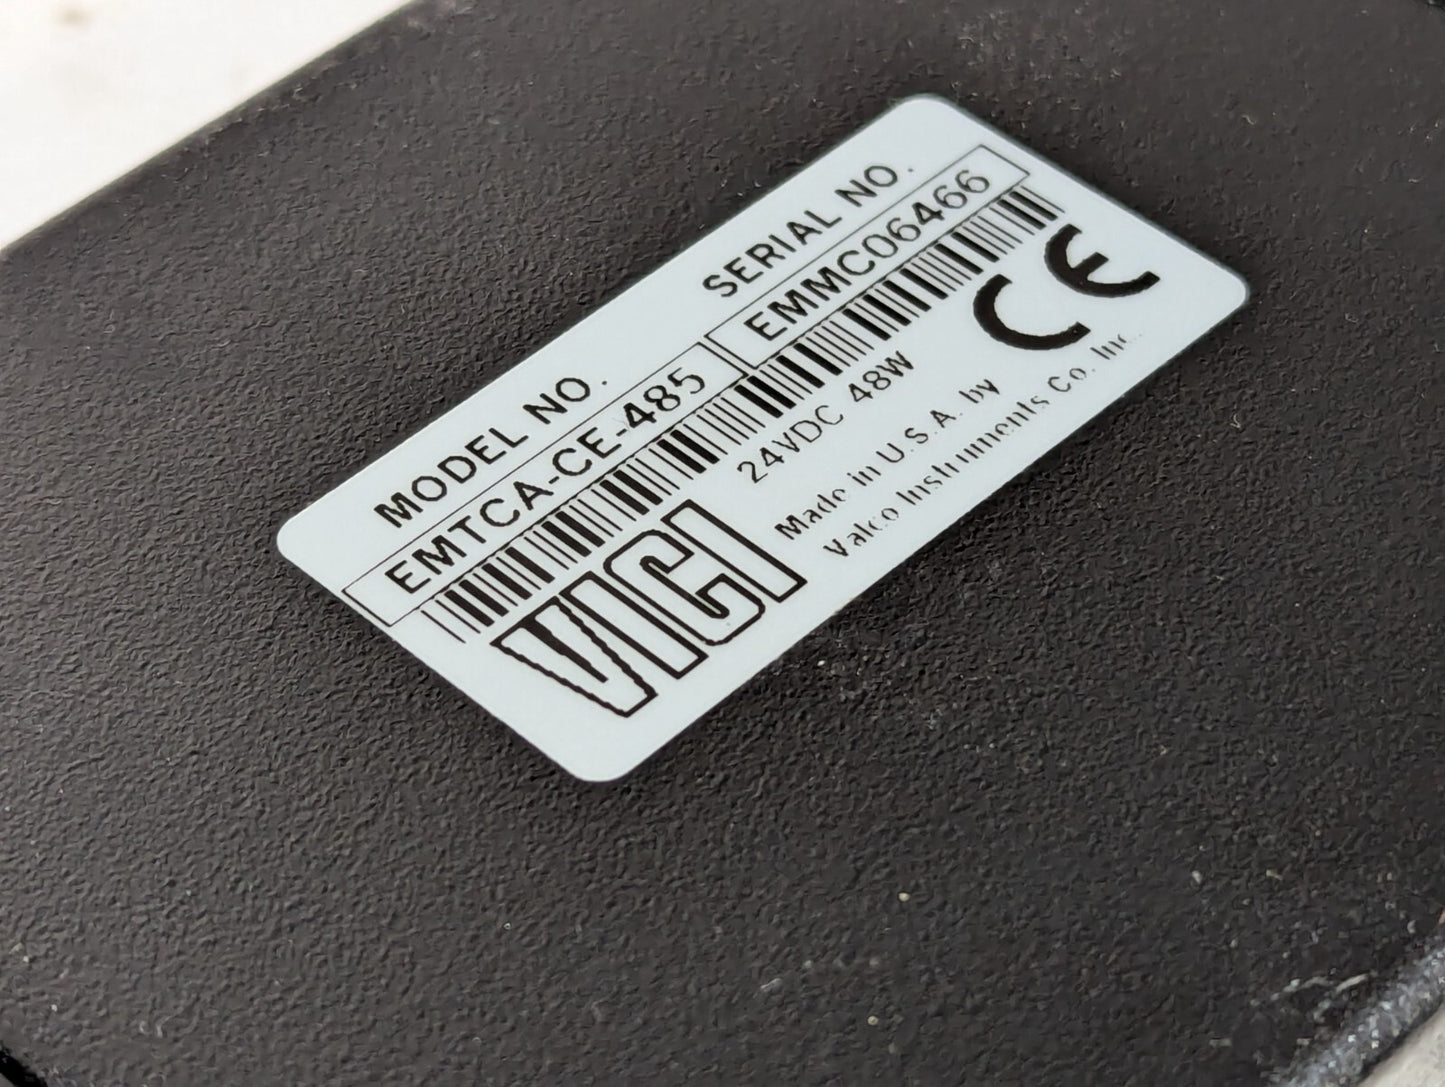 MODEL NO. SERIAL NO.
EMTCA-CE-485 EMMC06466
24VDC 48W CE
VICI Made in U.S.A. by
Valco Instruments Co. Inc.